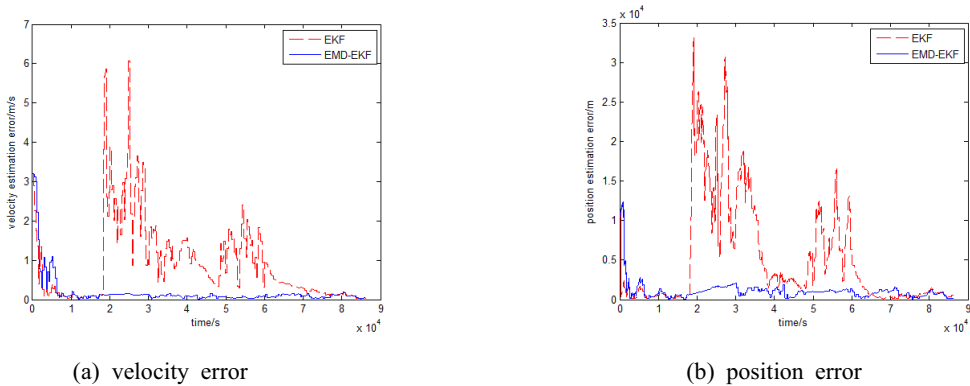 7
6
5
4
3
2
1
0
0 1 2 3 4 5 6 7 8 9
x 10^4
time/s
velocity estimation error/m/s
EKF
EMD-EKF
(a) velocity error
x 10^4
3.5
3
2.5
2
1.5
1
0.5
0
0 1 2 3 4 5 6 7 8 9
x 10^4
time/s
position estimation error/m
EKF
EMD-EKF
(b) position error